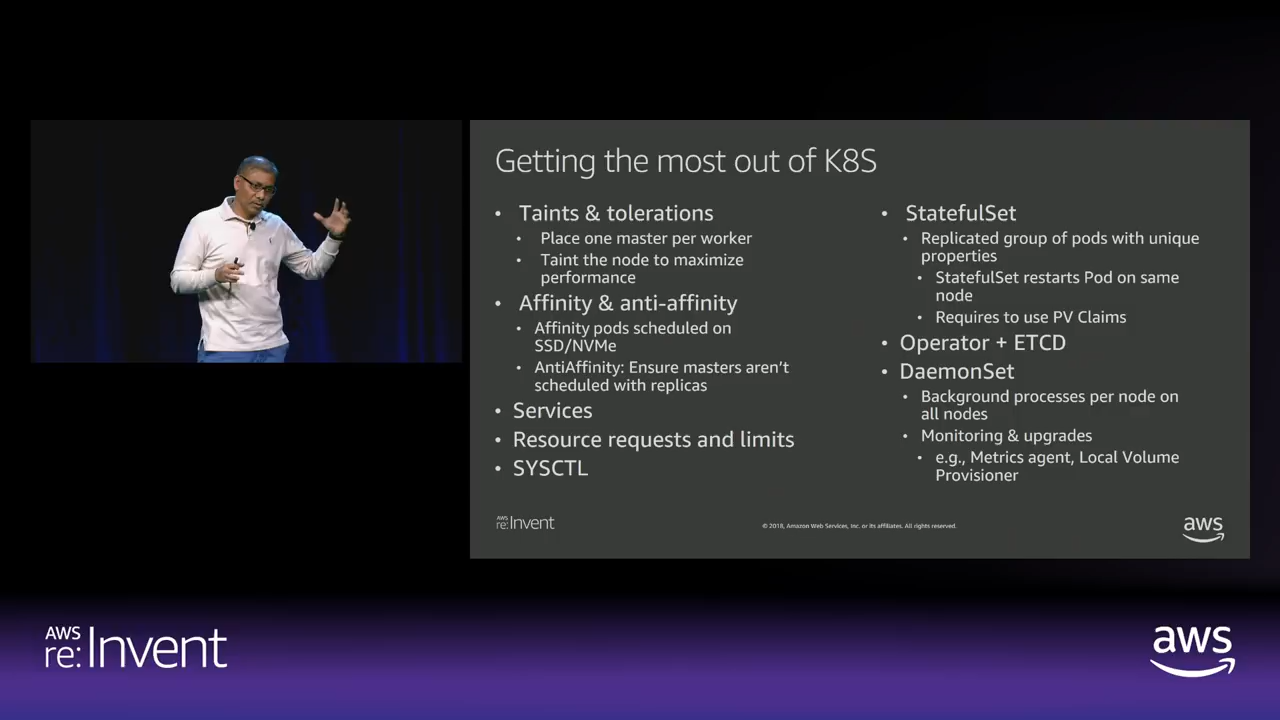 Getting the most out of K8S
• Taints & tolerations
• Place one master per worker
• Taint the node to maximize
performance
• Affinity & anti-affinity
• Affinity pods scheduled on
SSD/NVMe
• AntiAffinity: Ensure masters aren't
scheduled with replicas
• Services
• Resource requests and limits
• SYSCTL
• StatefulSet
• Replicated group of pods with unique
properties
• StatefulSet restarts Pod on same
node
• Requires to use PV Claims
• Operator + ETCD
• DaemonSet
• Background processes per node on
all nodes
• Monitoring & upgrades
• e.g., Metrics agent, Local Volume
Provisioner
AWS
re:Invent
© 2018, Amazon Web Services, Inc. or its affiliates. All rights reserved.
aws
AWS
re:Invent
aws